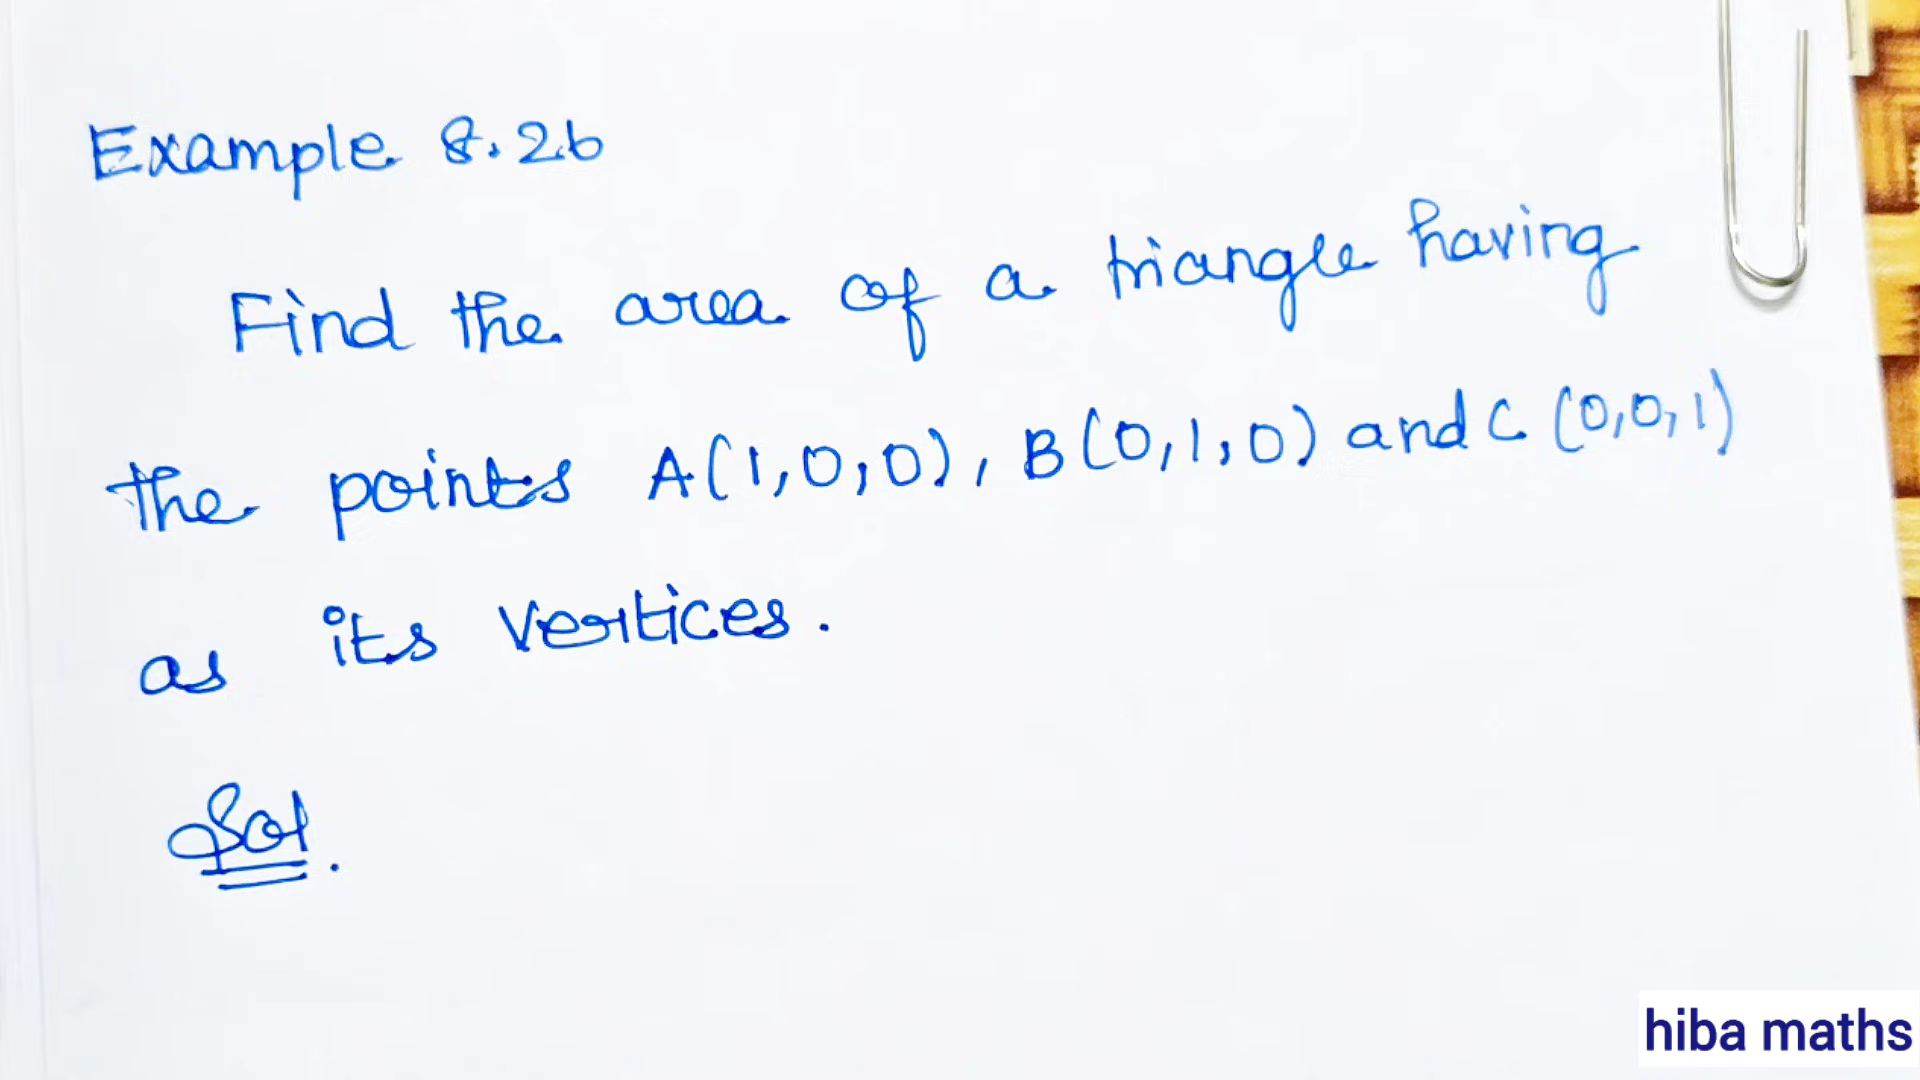 Example 8.26
Find the area of a triangle having
the points A(1,0,0), B(0,1,0) and C (0,0,1)
as its vertices.
Sol.
hiba maths